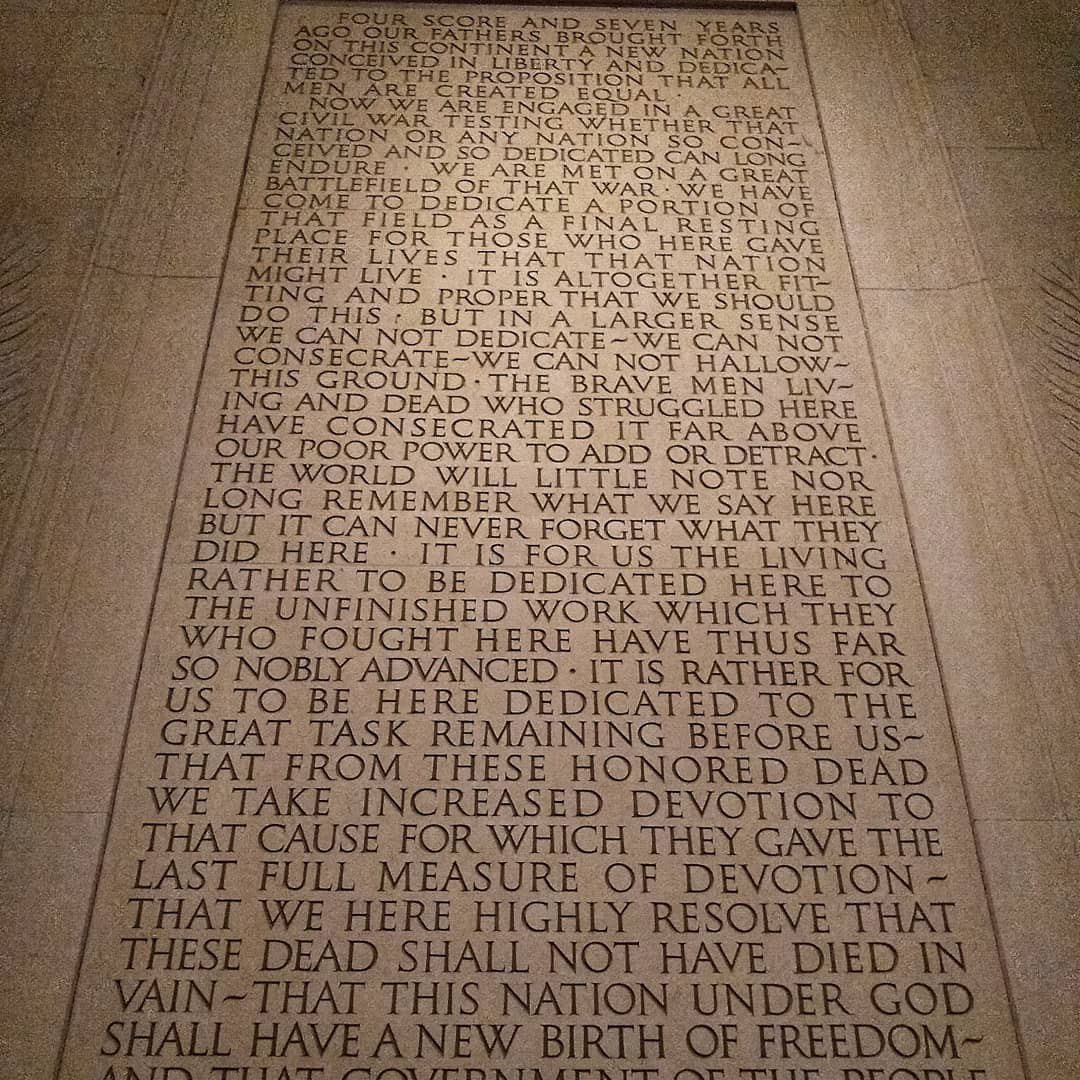 FOUR SCORE AND SEVEN YEARS
AGO OUR FATHERS BROUGHT FORTH
ON THIS CONTINENT A NEW NATION
CONCEIVED IN LIBERTY AND DEDICA~
TED TO THE PROPOSITION THAT ALL
MEN ARE CREATED EQUAL ·
NOW WE ARE ENGAGED IN A GREAT
CIVIL WAR TESTING WHETHER THAT
NATION OR ANY NATION SO CON~
CEIVED AND SO DEDICATED CAN LONG
ENDURE · WE ARE MET ON A GREAT
BATTLEFIELD OF THAT WAR · WE HAVE
COME TO DEDICATE A PORTION OF
THAT FIELD AS A FINAL RESTING
PLACE FOR THOSE WHO HERE GAVE
THEIR LIVES THAT THAT NATION
MIGHT LIVE · IT IS ALTOGETHER FIT~
TING AND PROPER THAT WE SHOULD
DO THIS · BUT IN A LARGER SENSE
WE CAN NOT DEDICATE~WE CAN NOT
CONSECRATE~WE CAN NOT HALLOW~
THIS GROUND · THE BRAVE MEN LIV~
ING AND DEAD WHO STRUGGLED HERE
HAVE CONSECRATED IT FAR ABOVE
OUR POOR POWER TO ADD OR DETRACT ·
THE WORLD WILL LITTLE NOTE NOR
LONG REMEMBER WHAT WE SAY HERE
BUT IT CAN NEVER FORGET WHAT THEY
DID HERE · IT IS FOR US THE LIVING
RATHER TO BE DEDICATED HERE TO
THE UNFINISHED WORK WHICH THEY
WHO FOUGHT HERE HAVE THUS FAR
SO NOBLY ADVANCED · IT IS RATHER FOR
US TO BE HERE DEDICATED TO THE
GREAT TASK REMAINING BEFORE US~
THAT FROM THESE HONORED DEAD
WE TAKE INCREASED DEVOTION TO
THAT CAUSE FOR WHICH THEY GAVE THE
LAST FULL MEASURE OF DEVOTION~
THAT WE HERE HIGHLY RESOLVE THAT
THESE DEAD SHALL NOT HAVE DIED IN
VAIN~THAT THIS NATION UNDER GOD
SHALL HAVE A NEW BIRTH OF FREEDOM~
AND THAT GOVERNMENT OF THE PEOPLE